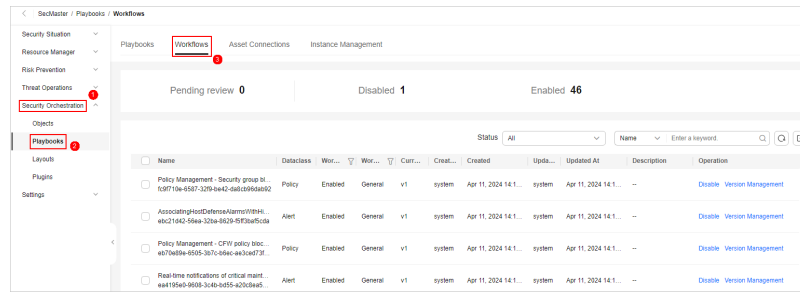 SecMaster / Playbooks / Workflows
Security Situation
Resource Manager
Risk Prevention
Threat Operations
1
Security Orchestration
Objects
Playbooks
2
Layouts
Plugins
Settings
Playbooks Workflows Asset Connections Instance Management
3
Pending review 0 Disabled 1 Enabled 46
Status All Name Enter a keyword.
Name Dataclass Wor... Wor... Curr... Creat... Created Upda... Updated At Description Operation
Policy Management - Security group bl...
fc9f710e-6587-32f9-be42-da8cb96dab92
Policy Enabled General v1 system Apr 11, 2024 14:1... system Apr 11, 2024 14:1... -- Disable Version Management
AssociatingHostDefenseAlarmsWithHi...
ebc21d42-56ea-32ba-8629-f5ff3baf5cda
Alert Enabled General v1 system Apr 11, 2024 14:1... system Apr 11, 2024 14:1... -- Disable Version Management
Policy Management - CFW policy bloc...
eb70e89e-6505-3b7c-b6ec-ae3ced73f...
Policy Enabled General v1 system Apr 11, 2024 14:1... system Apr 11, 2024 14:1... -- Disable Version Management
Real-time notifications of critical maint...
ea4195e0-9608-3c4b-bd55-a20c8ea5...
Alert Enabled General v1 system Apr 11, 2024 14:1... system Apr 11, 2024 14:1... -- Disable Version Management